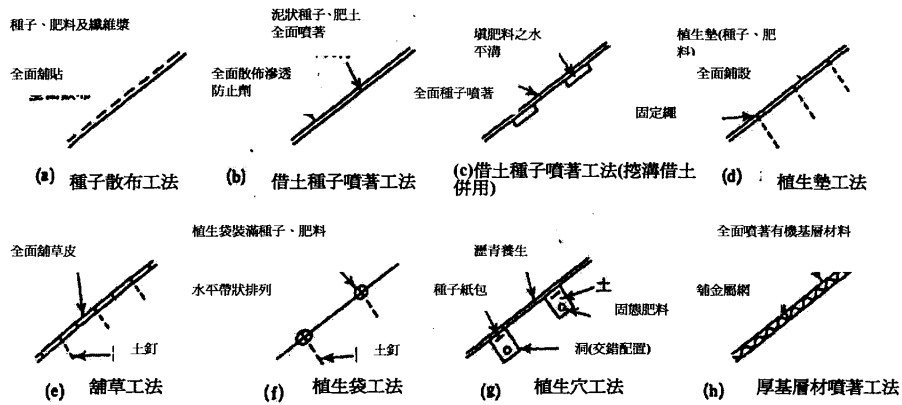 種子、肥料及纖維漿
全面舖貼
(a) 種子散布工法
泥狀種子、肥土
全面噴著
全面散佈滲透
防止劑
(b) 借土種子噴著工法
填肥料之水
平溝
全面種子噴著
(c)借土種子噴著工法(挖溝借土
併用)
植生墊(種子、肥
料)
全面鋪設
固定繩
(d) 植生墊工法
全面舖草皮
土釘
(e) 舖草工法
植生袋裝滿種子、肥料
水平帶狀排列
土釘
(f) 植生袋工法
瀝青養生
種子紙包
土
固態肥料
洞(交錯配置)
(g) 植生穴工法
全面噴著有機基層材料
舖金屬網
(h) 厚基層材噴著工法